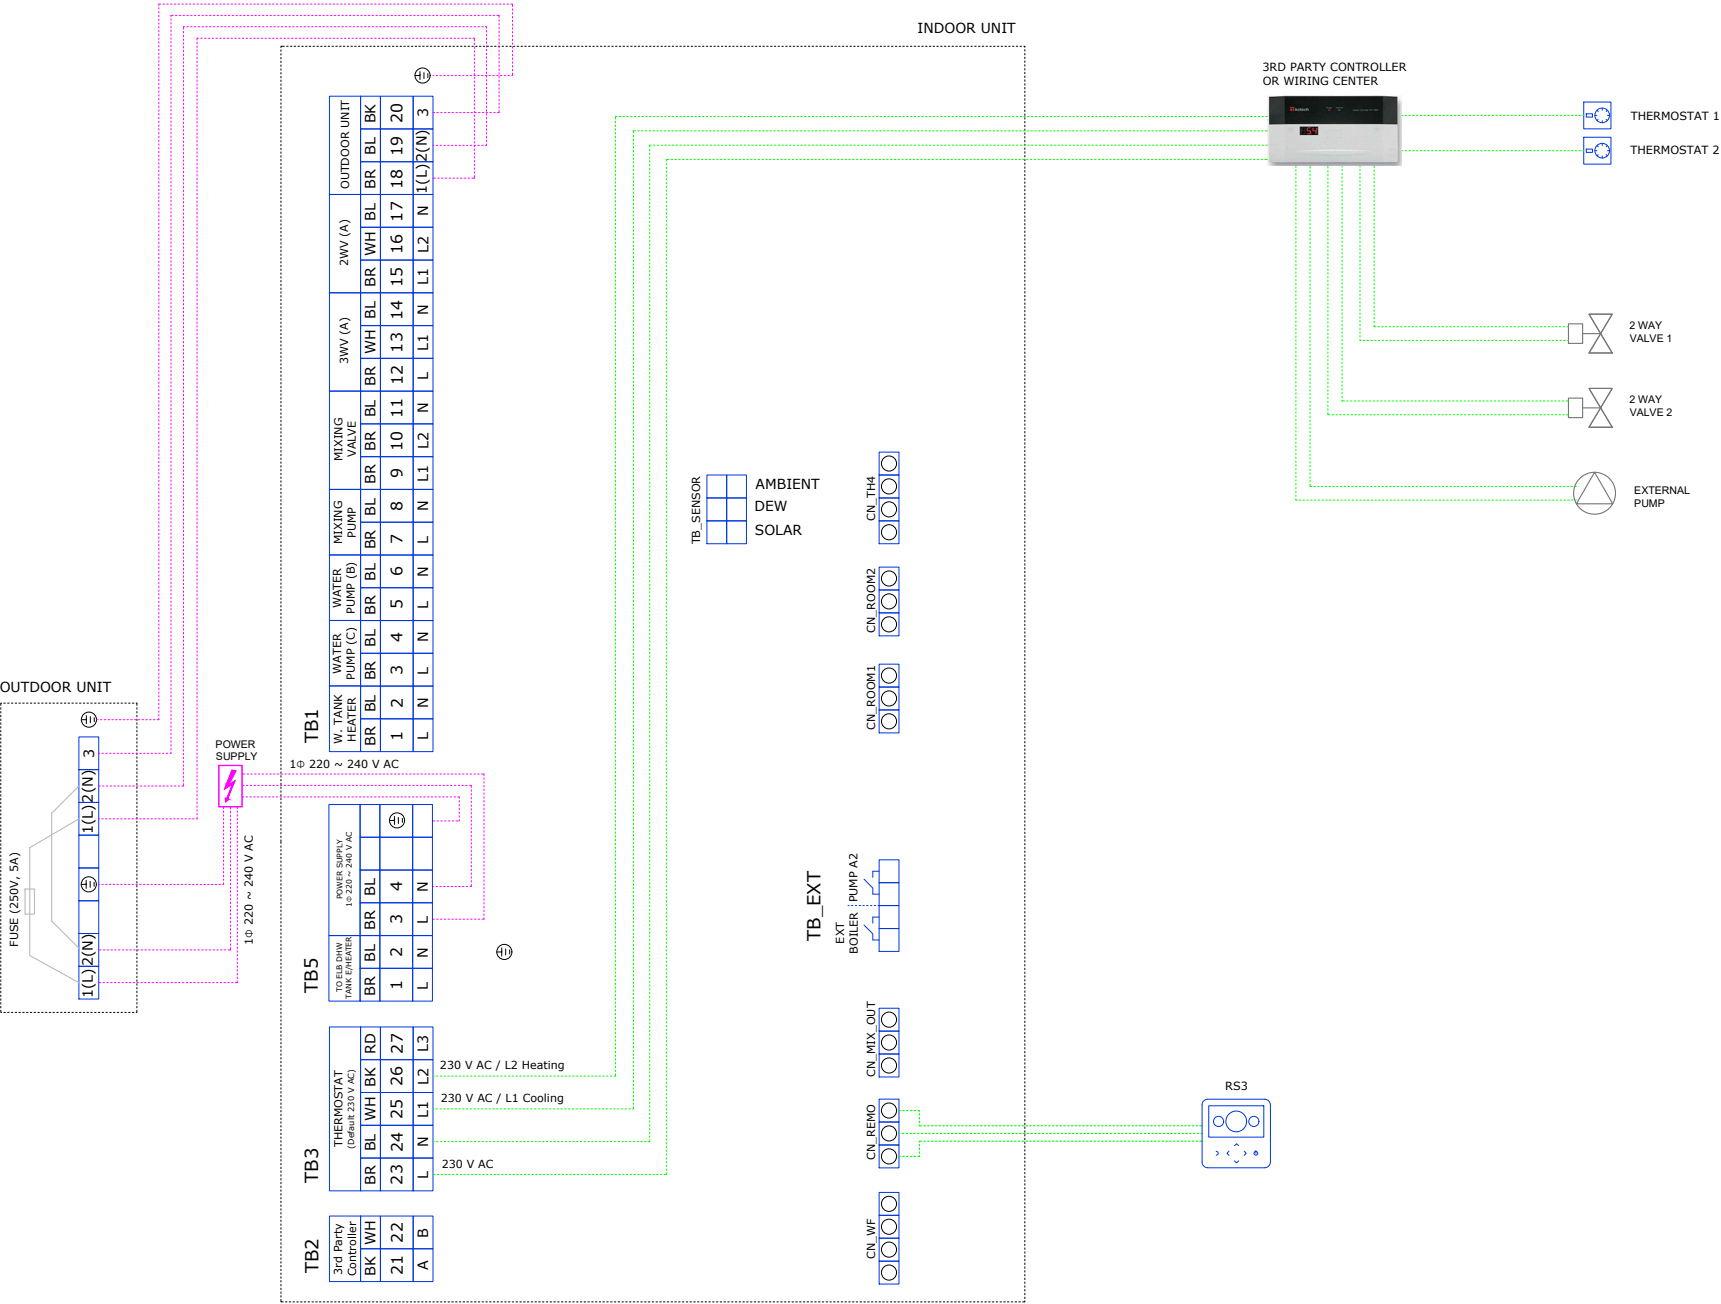 INDOOR UNIT
3RD PARTY CONTROLLER
OR WIRING CENTER
THERMOSTAT 1
THERMOSTAT 2
2 WAY
VALVE 1
2 WAY
VALVE 2
EXTERNAL
PUMP
TB1
OUTDOOR UNIT
BK 20 3
BL 19 2(N)
BR 18 1(L)
2WV (A)
BL 17 N
WH 16 L2
BR 15 L1
3WV (A)
BL 14 N
WH 13 L1
BR 12 L
MIXING
VALVE
BL 11 N
BR 10 L2
BR 9 L1
MIXING
PUMP
BL 8 N
BR 7 L
WATER
PUMP (B)
BL 6 N
BR 5 L
WATER
PUMP (C)
BL 4 N
BR 3 L
W. TANK
HEATER
BL 2 N
BR 1 L
TB_SENSOR
AMBIENT
DEW
SOLAR
CN_TH4
CN_ROOM2
CN_ROOM1
OUTDOOR UNIT
3
2(N)
1(L)
2(N)
1(L)
FUSE (250V, 5A)
POWER
SUPPLY
1Φ 220 ~ 240 V AC
1Φ 220 ~ 240 V AC
TB5
POWER SUPPLY
1Φ 220 ~ 240 V AC
BL 4 N
BR 3 L
TO ELB DHW
TANK E/HEATER
BL 2 N
BR 1 L
TB_EXT
PUMP A2
EXT
BOILER
TB3
THERMOSTAT
(Default 230 V AC)
RD 27 L3
BK 26 L2
WH 25 L1
BL 24 N
BR 23 L
230 V AC / L2 Heating
230 V AC / L1 Cooling
230 V AC
CN_MIX_OUT
CN_REMO
CN_WF
RS3
TB2
3rd Party
Controller
WH 22 B
BK 21 A